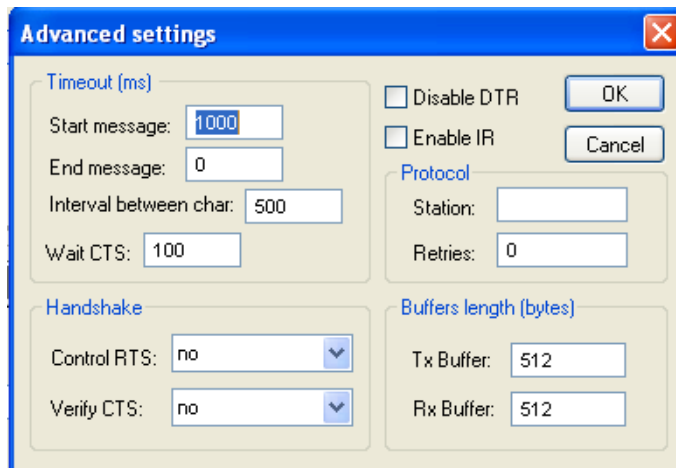 Advanced settings
Timeout (ms)
Start message: 1000
End message: 0
Interval between char: 500
Wait CTS: 100
Disable DTR
Enable IR
OK
Cancel
Protocol
Station:
Retries: 0
Handshake
Control RTS: no
Verify CTS: no
Buffers length (bytes)
Tx Buffer: 512
Rx Buffer: 512